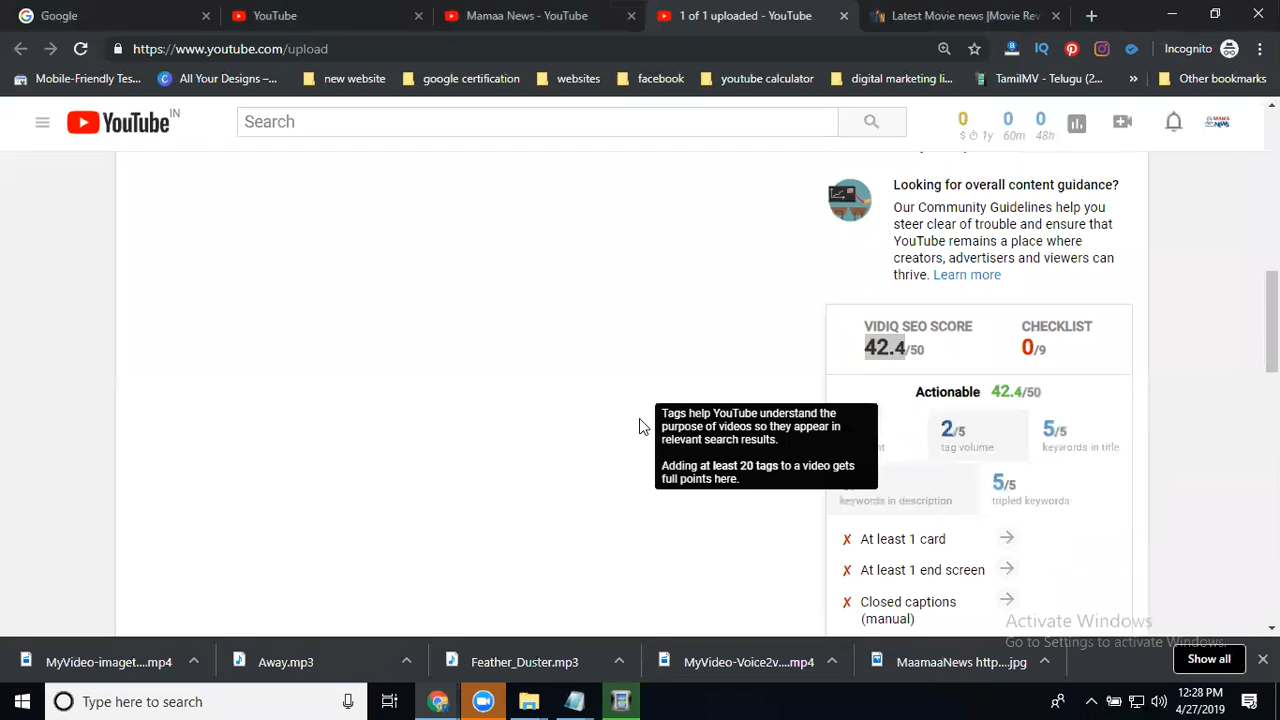 Google
YouTube
Mamaa News - YouTube
1 of 1 uploaded - YouTube
Latest Movie news |Movie Rev
https://www.youtube.com/upload
Incognito
Mobile-Friendly Tes...
All Your Designs –...
new website
google certification
websites
facebook
youtube calculator
digital marketing li...
TamilMV - Telugu (2...
Other bookmarks
YouTube IN
Search
0 0 0
$ 1y 60m 48h
Looking for overall content guidance?
Our Community Guidelines help you
steer clear of trouble and ensure that
YouTube remains a place where
creators, advertisers and viewers can
thrive. Learn more
VIDIQ SEO SCORE
42.4/50
CHECKLIST
0/9
Actionable 42.4/50
Tags help YouTube understand the
purpose of videos so they appear in
relevant search results.
Adding at least 20 tags to a video gets
full points here.
2/5
tag volume
5/5
keywords in title
keywords in description
5/5
tripled keywords
✗ At least 1 card
✗ At least 1 end screen
✗ Closed captions
(manual)
Activate Windows
Go to Settings to activate Windows.
MyVideo-imaget....mp4
Away.mp3
Feather_Duster.mp3
MyVideo-Voice2v....mp4
MaamaaNews http....jpg
Show all
Type here to search
12:28 PM
4/27/2019